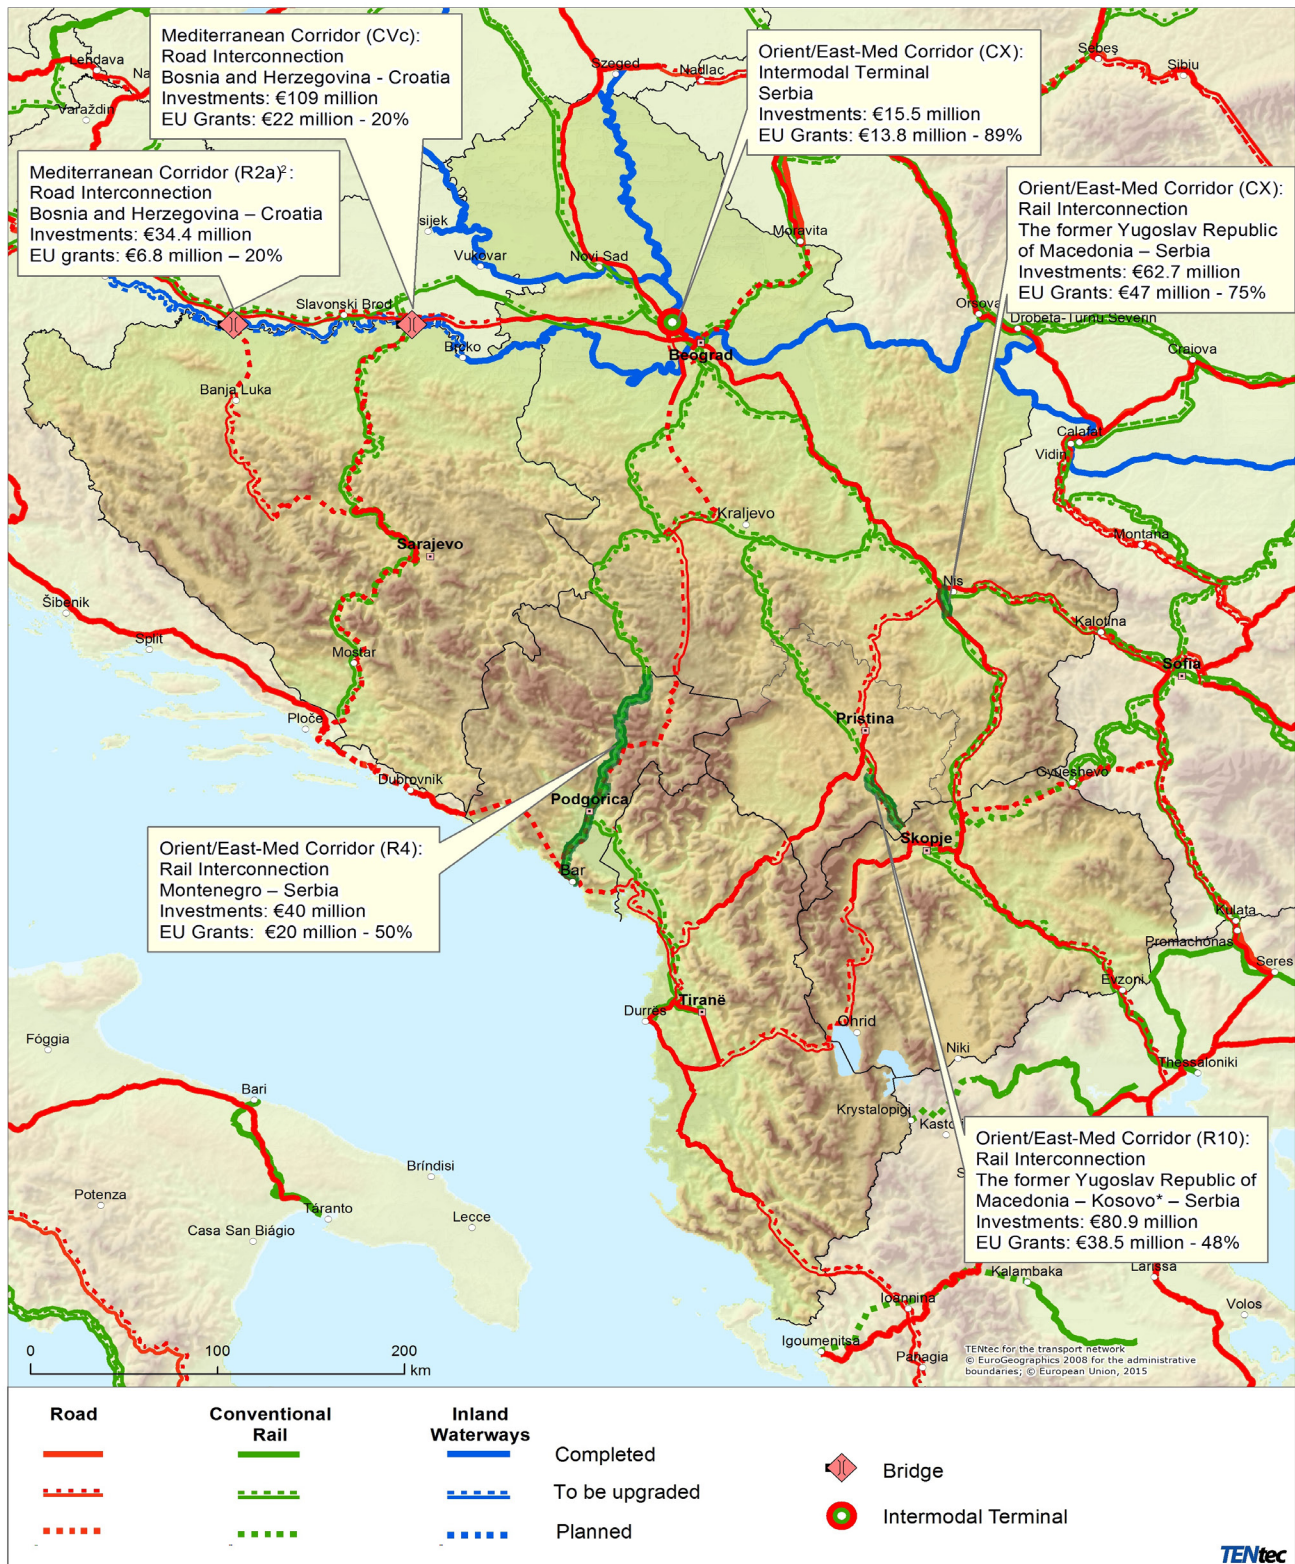 Mediterranean Corridor (CVc):
Road Interconnection
Bosnia and Herzegovina - Croatia
Investments: €109 million
EU Grants: €22 million - 20%
Orient/East-Med Corridor (CX):
Intermodal Terminal
Serbia
Investments: €15.5 million
EU Grants: €13.8 million - 89%
Mediterranean Corridor (R2a)²:
Road Interconnection
Bosnia and Herzegovina – Croatia
Investments: €34.4 million
EU grants: €6.8 million – 20%
Orient/East-Med Corridor (CX):
Rail Interconnection
The former Yugoslav Republic
of Macedonia – Serbia
Investments: €62.7 million
EU Grants: €47 million - 75%
Lendava
Na
Varaždin
Szeged
Nadlac
Sebeş
Sibiu
sijek
Vukovar
Novi Sad
Moravita
Slavonski Brod
Brčko
Beograd
Orsova
Drobeta-Turnu Severin
Craiova
Banja Luka
Calafat
Vidin
Kraljevo
Montana
Sarajevo
Nis
Šibenik
Split
Kalotina
Mostar
Sofia
Ploče
Pristina
Dubrovnik
Gyueshevo
Podgorica
Skopje
Bar
Orient/East-Med Corridor (R4):
Rail Interconnection
Montenegro – Serbia
Investments: €40 million
EU Grants: €20 million - 50%
Kulata
Promachónas
Seres
Evzoni
Tiranë
Durrës
Ohrid
Niki
Fóggia
Bari
Thessaloniki
Krystalopigi
Kasto
Bríndisi
Potenza
Táranto
Lecce
Casa San Biágio
S
Orient/East-Med Corridor (R10):
Rail Interconnection
The former Yugoslav Republic of
Macedonia – Kosovo* – Serbia
Investments: €80.9 million
EU Grants: €38.5 million - 48%
Kalambaka
Larissa
Ioannina
Volos
Igoumenitsa
Panagia
0 100 200
km
TENtec for the transport network
© EuroGeographics 2008 for the administrative
boundaries; © European Union, 2015
Road
Conventional
Rail
Inland
Waterways
Completed
To be upgraded
Planned
Bridge
Intermodal Terminal
TENtec